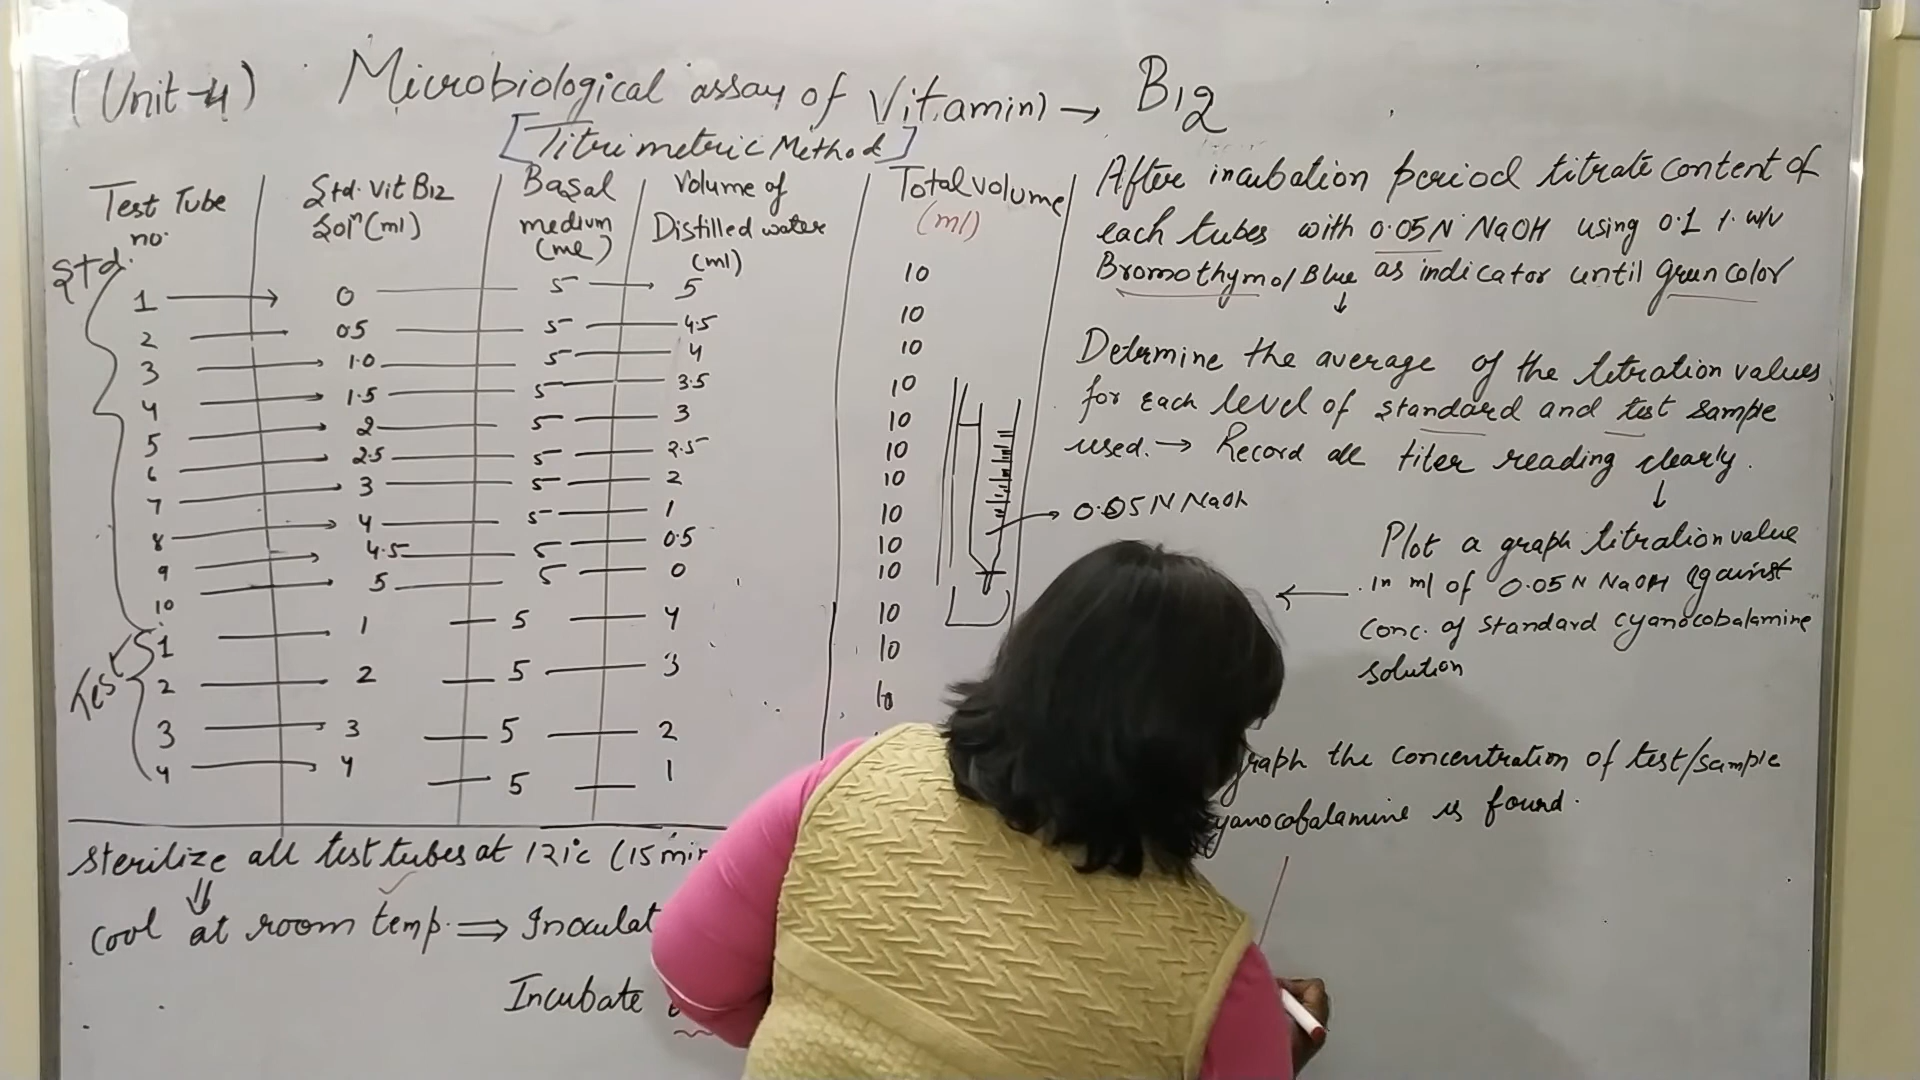 (Unit-4) Microbiological assay of Vitamin → B12
[Titrimetric Method]
Test Tube no. | Std. Vit B12 Solⁿ (ml) | Basal medium (ml) | Volume of Distilled water (ml) | Total volume (ml)
Std.
1 → 0 — 5 → 5 10
2 — 0.5 — 5 — 4.5 10
3 → 1.0 — 5 — 4 10
4 → 1.5 — 5 — 3.5 10
5 → 2 — 5 — 3 10
6 → 2.5 — 5 — 2.5 10
7 → 3 — 5 — 2 10
8 → 4 — 5 — 1 10
9 → 4.5 — 5 — 0.5 10
10 — 5 — 5 — 0 10
Test
1 — 1 — 5 — 4 10
2 — 2 — 5 — 3 10
3 — 3 — 5 — 2 10
4 — 4 — 5 — 1
Sterilize all test tubes at 121°c (15 min
⇓
Cool at room temp. ⇒ Inoculat
Incubate
After incubation period titrate content of
each tubes with 0.05 N NaOH using 0.1 % w/v
Bromothymol Blue as indicator until green color
↓
Determine the average of the titration values
for each level of standard and test sample
used. → Record all titer reading clearly.
↓
0.05 N NaOh
Plot a graph titration value
← in ml of 0.05 N NaOH against
Conc. of standard cyanocobalamine
solution
graph the concentration of test/sample
cyanocobalamine is found.